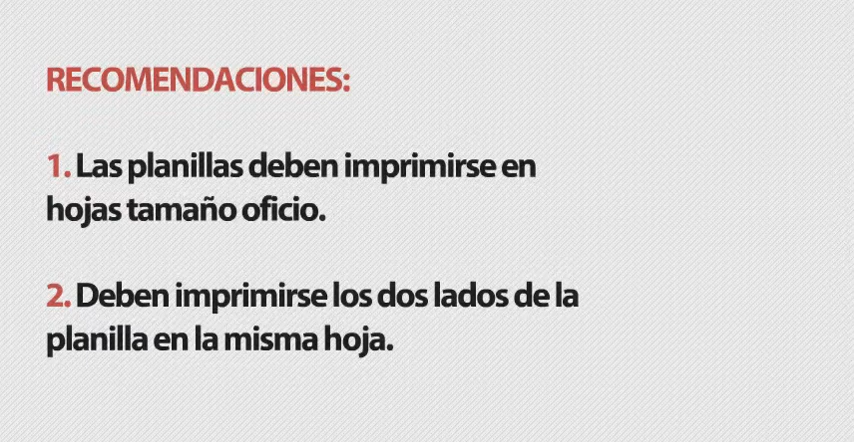 RECOMENDACIONES:
1. Las planillas deben imprimirse en
hojas tamaño oficio.
2. Deben imprimirse los dos lados de la
planilla en la misma hoja.